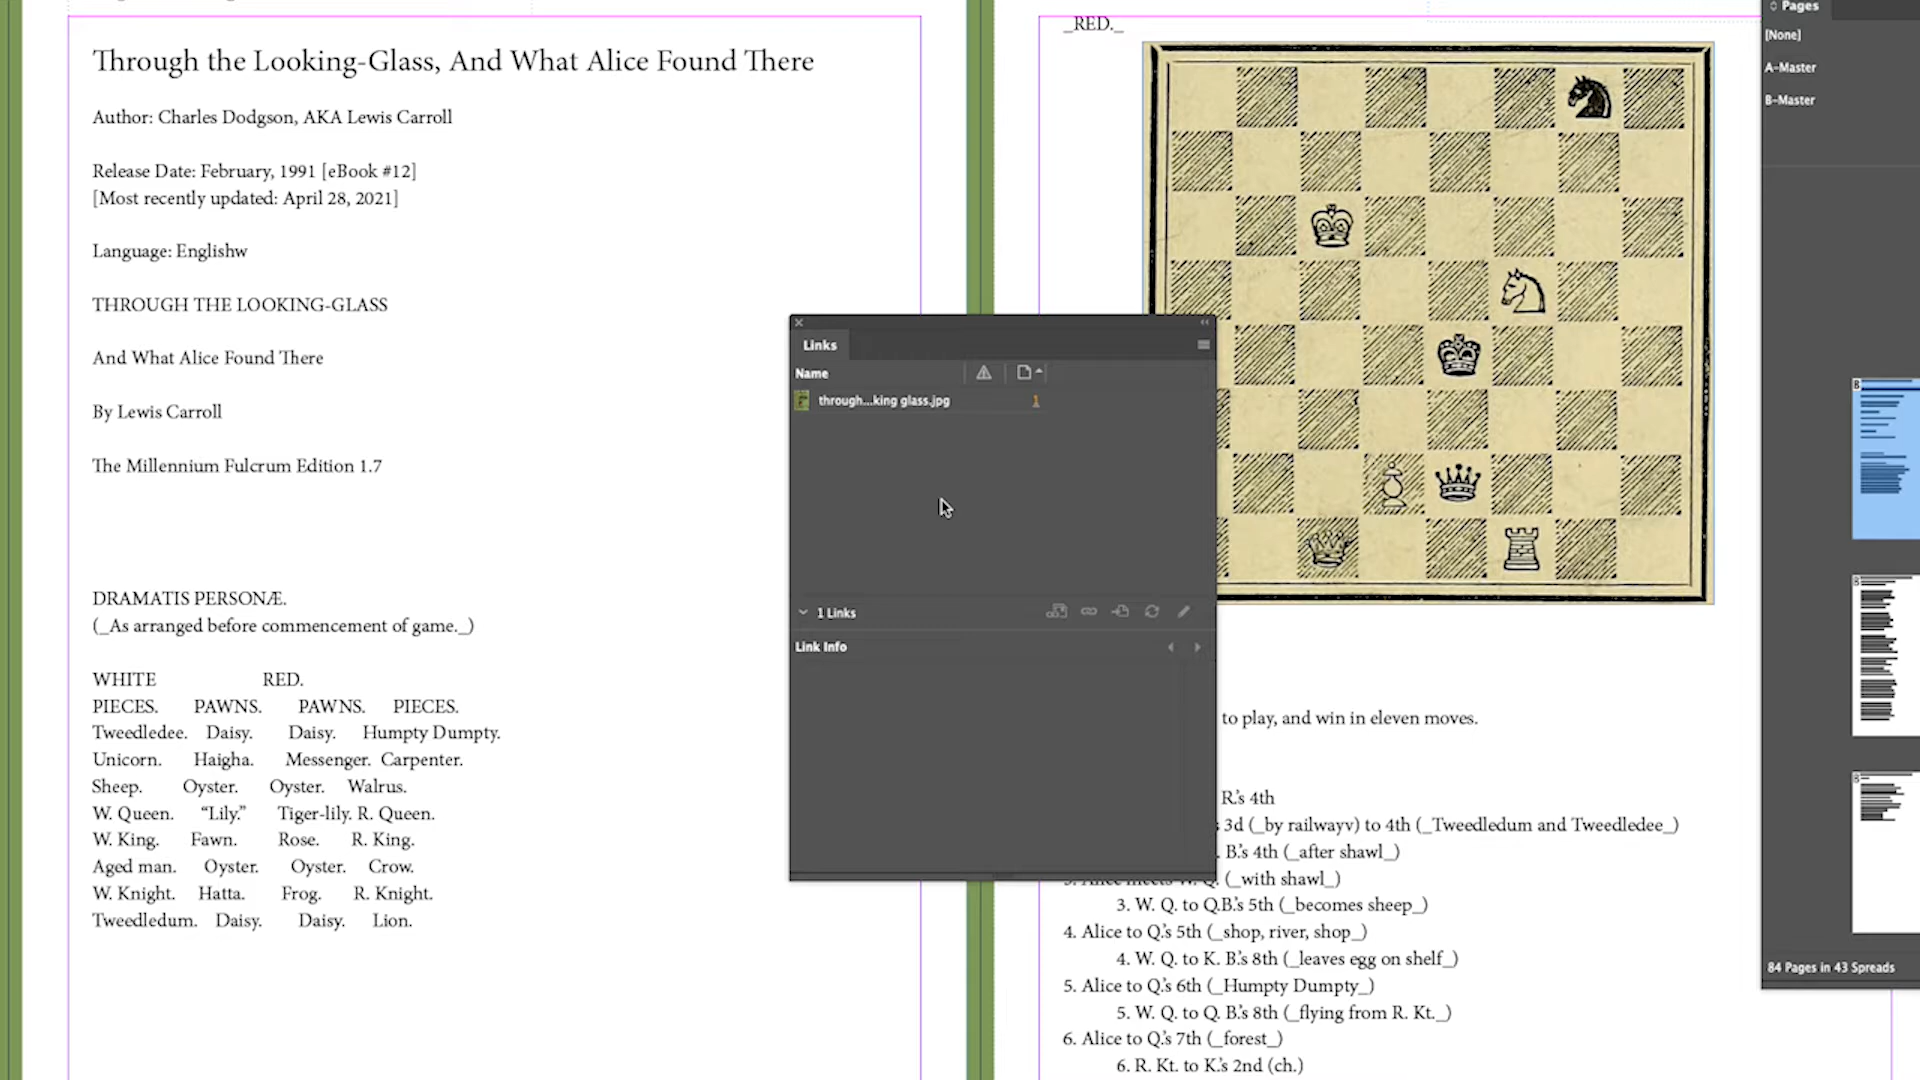 Through the Looking-Glass, And What Alice Found There
Author: Charles Dodgson, AKA Lewis Carroll
Release Date: February, 1991 [eBook #12]
[Most recently updated: April 28, 2021]
Language: Englishw
THROUGH THE LOOKING-GLASS
And What Alice Found There
By Lewis Carroll
The Millennium Fulcrum Edition 1.7
DRAMATIS PERSONÆ.
(_As arranged before commencement of game._)
WHITE RED.
PIECES. PAWNS. PAWNS. PIECES.
Tweedledee. Daisy. Daisy. Humpty Dumpty.
Unicorn. Haigha. Messenger. Carpenter.
Sheep. Oyster. Oyster. Walrus.
W. Queen. “Lily.” Tiger-lily. R. Queen.
W. King. Fawn. Rose. R. King.
Aged man. Oyster. Oyster. Crow.
W. Knight. Hatta. Frog. R. Knight.
Tweedledum. Daisy. Daisy. Lion.
_RED._
to play, and win in eleven moves.
R.’s 4th
3d (_by railwayv) to 4th (_Tweedledum and Tweedledee_)
B.’s 4th (_after shawl_)
3. Alice meets W. Q. (_with shawl_)
3. W. Q. to Q.B.’s 5th (_becomes sheep_)
4. Alice to Q.’s 5th (_shop, river, shop_)
4. W. Q. to K. B.’s 8th (_leaves egg on shelf_)
5. Alice to Q.’s 6th (_Humpty Dumpty_)
5. W. Q. to Q. B.’s 8th (_flying from R. Kt._)
6. Alice to Q.’s 7th (_forest_)
6. R. Kt. to K.’s 2nd (ch.)
Links
Name
through...king glass.jpg 1
1 Links
Link Info
Pages
[None]
A-Master
B-Master
B
B
B
84 Pages in 43 Spreads